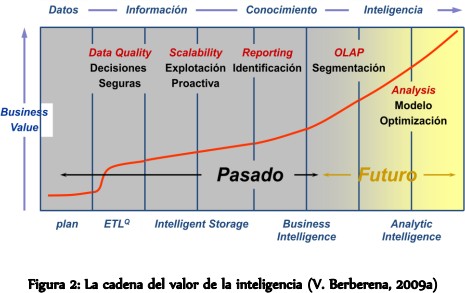 Datos Información Conocimiento Inteligencia
Business
Value
Data Quality
Decisiones
Seguras
Scalability
Explotación
Proactiva
Reporting
Identificación
OLAP
Segmentación
Analysis
Modelo
Optimización
Pasado Futuro
plan
ETLQ
Intelligent Storage
Business
Intelligence
Analytic
Intelligence
Figura 2: La cadena del valor de la inteligencia (V. Berberena, 2009a)